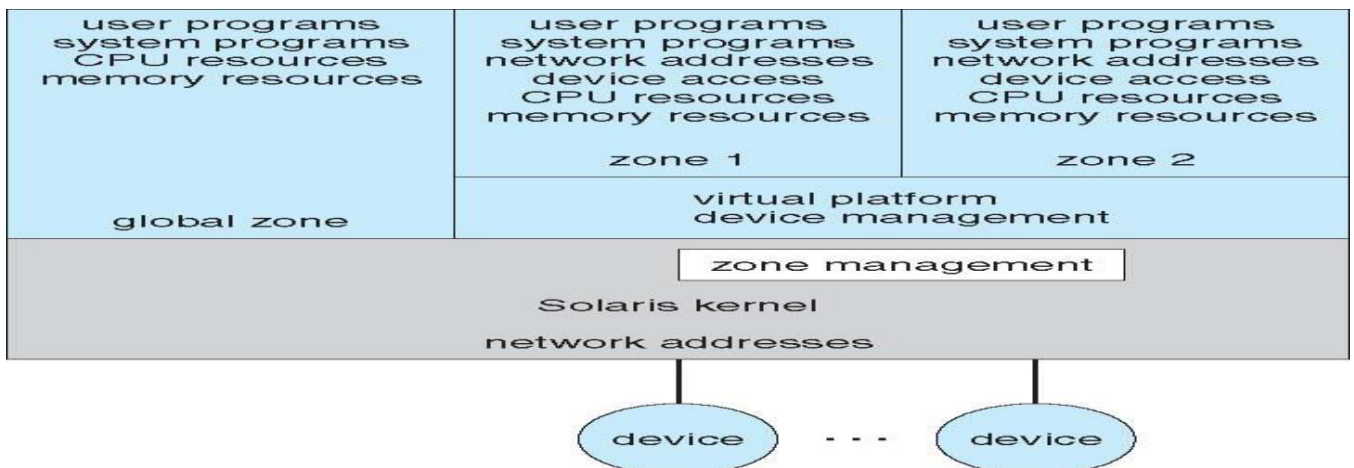 user programs
system programs
CPU resources
memory resources
global zone
user programs
system programs
network addresses
device access
CPU resources
memory resources
zone 1
user programs
system programs
network addresses
device access
CPU resources
memory resources
zone 2
virtual platform
device management
zone management
Solaris kernel
network addresses
device
. . .
device